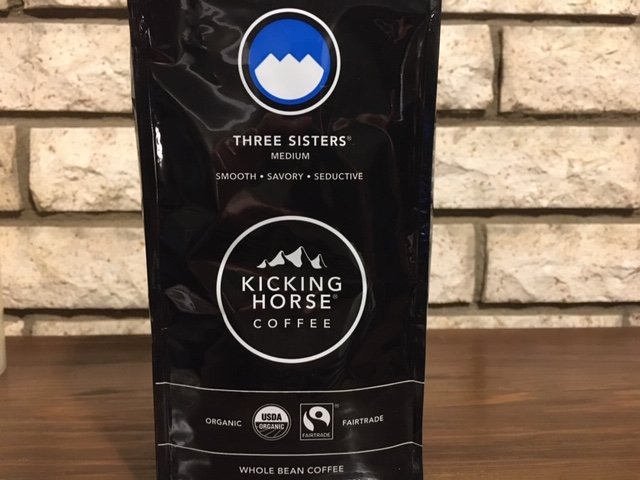 THREE SISTERS®
MEDIUM
SMOOTH • SAVORY • SEDUCTIVE
KICKING
HORSE®
COFFEE
ORGANIC
USDA
ORGANIC
FAIRTRADE
FAIRTRADE
WHOLE BEAN COFFEE